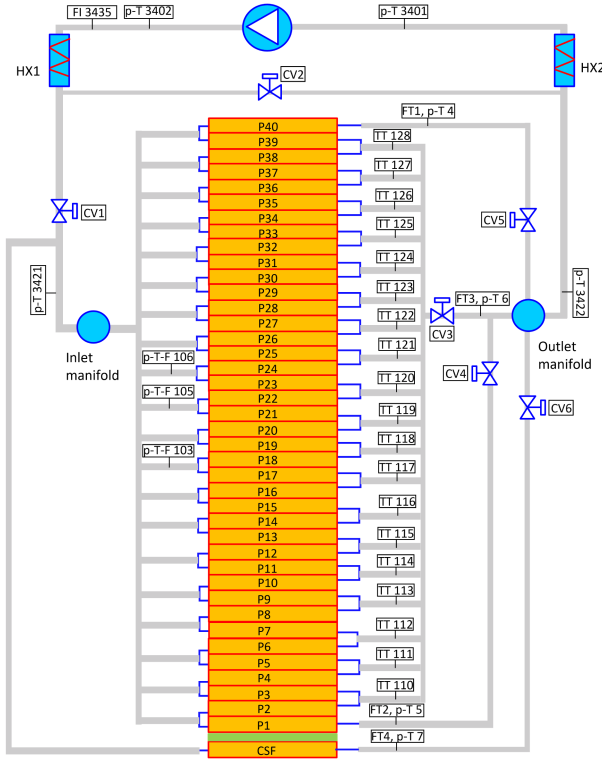 FI 3435
p-T 3402
p-T 3401
HX1
HX2
CV2
FT1, p-T 4
P40
TT 128
P39
P38
TT 127
P37
P36
TT 126
P35
CV1
P34
TT 125
CV5
P33
P32
TT 124
P31
p-T 3421
P30
TT 123
P29
FT3, p-T 6
p-T 3422
P28
TT 122
P27
CV3
P26
TT 121
Inlet
manifold
Outlet
manifold
P25
p-T-F 106
P24
CV4
P23
TT 120
p-T-F 105
P22
CV6
P21
TT 119
P20
TT 118
P19
p-T-F 103
P18
TT 117
P17
P16
TT 116
P15
P14
TT 115
P13
P12
TT 114
P11
P10
TT 113
P9
P8
TT 112
P7
P6
TT 111
P5
P4
TT 110
P3
P2
FT2, p-T 5
P1
FT4, p-T 7
CSF